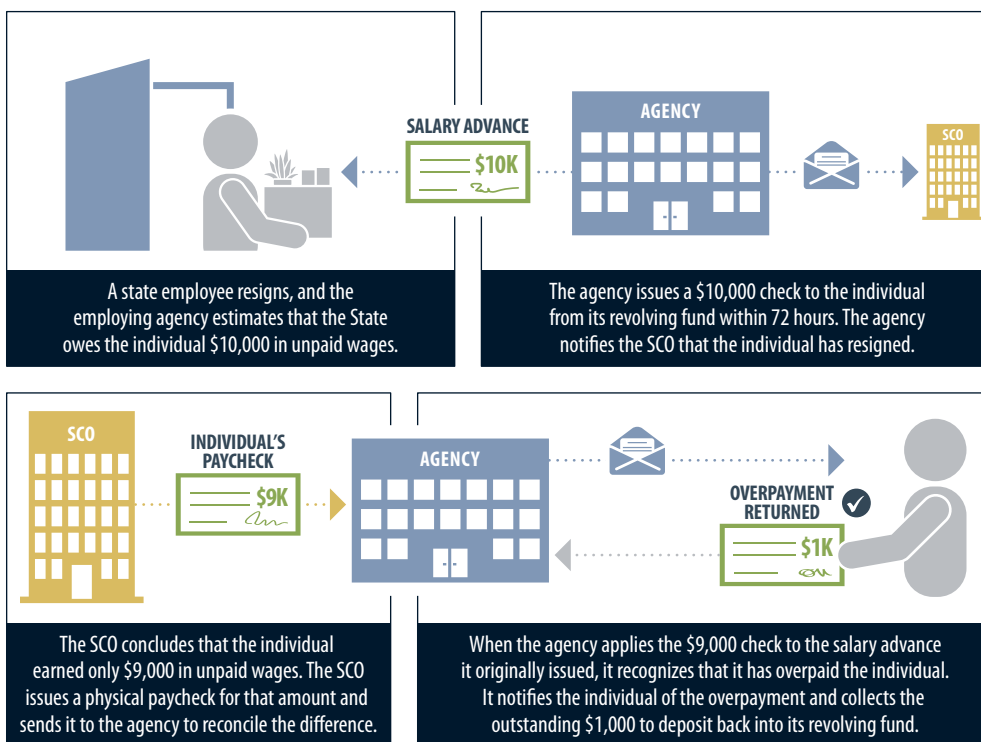 SALARY ADVANCE
$10K
A state employee resigns, and the
employing agency estimates that the State
owes the individual $10,000 in unpaid wages.
AGENCY
SCO
The agency issues a $10,000 check to the individual
from its revolving fund within 72 hours. The agency
notifies the SCO that the individual has resigned.
SCO
INDIVIDUAL’S
PAYCHECK
$9K
The SCO concludes that the individual
earned only $9,000 in unpaid wages. The SCO
issues a physical paycheck for that amount and
sends it to the agency to reconcile the difference.
AGENCY
OVERPAYMENT
RETURNED
$1K
When the agency applies the $9,000 check to the salary advance
it originally issued, it recognizes that it has overpaid the individual.
It notifies the individual of the overpayment and collects the
outstanding $1,000 to deposit back into its revolving fund.